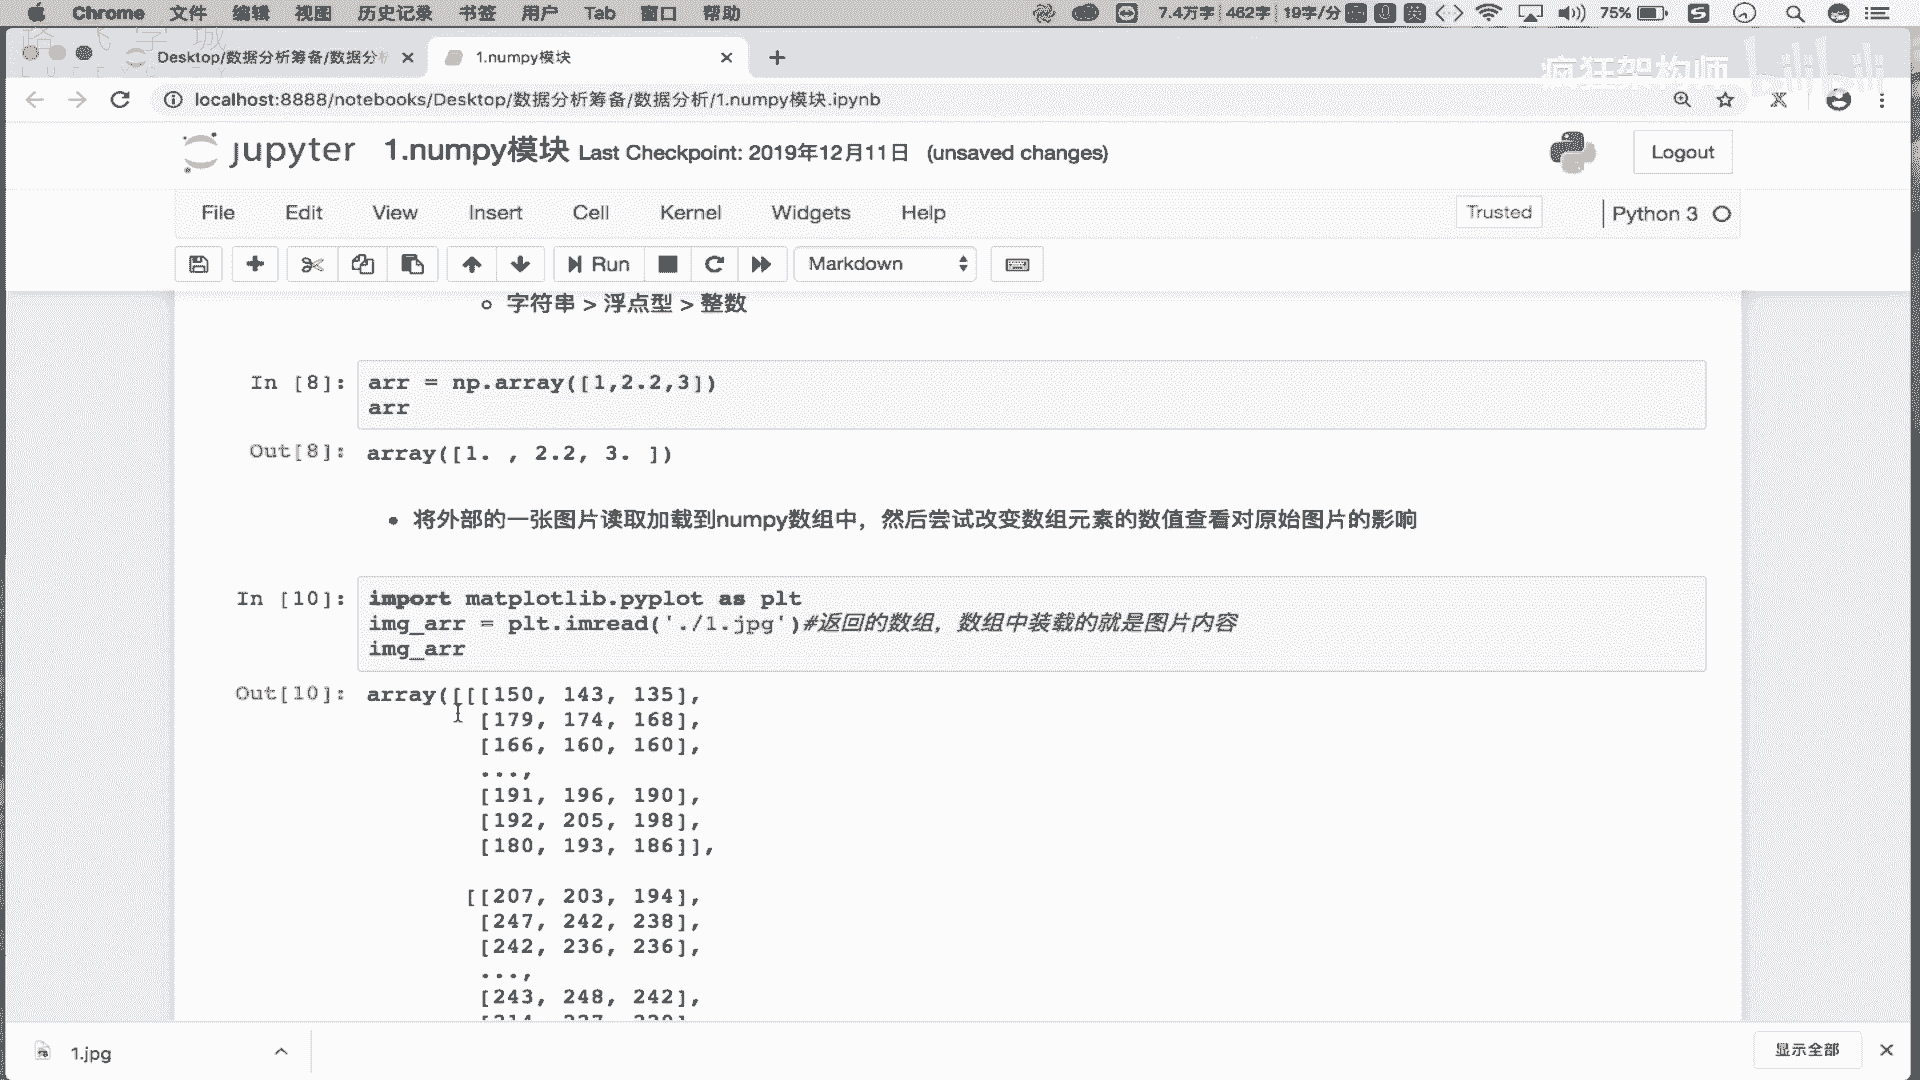 Chrome 文件 编辑 视图 历史记录 书签 用户 Tab 窗口 帮助 7.4万字 462字 19字/分 英 75%
Desktop/数据分析筹备/数据分析 1.numpy模块
疯狂架构师 bilibili
localhost:8888/notebooks/Desktop/数据分析筹备/数据分析/1.numpy模块.ipynb
jupyter 1.numpy模块 Last Checkpoint: 2019年12月11日 (unsaved changes) Logout
File Edit View Insert Cell Kernel Widgets Help Trusted Python 3
Run Markdown
字符串 > 浮点型 > 整数
In [8]: arr = np.array([1,2.2,3])
arr
Out[8]: array([1. , 2.2, 3. ])
将外部的一张图片读取加载到numpy数组中，然后尝试改变数组元素的数值查看对原始图片的影响
In [10]: import matplotlib.pyplot as plt
img_arr = plt.imread('./1.jpg')#返回的数组，数组中装载的就是图片内容
img_arr
Out[10]: array([[[150, 143, 135],
[179, 174, 168],
[166, 160, 160],
...,
[191, 196, 190],
[192, 205, 198],
[180, 193, 186]],
[[207, 203, 194],
[247, 242, 238],
[242, 236, 236],
...,
[243, 248, 242],
1.jpg 显示全部